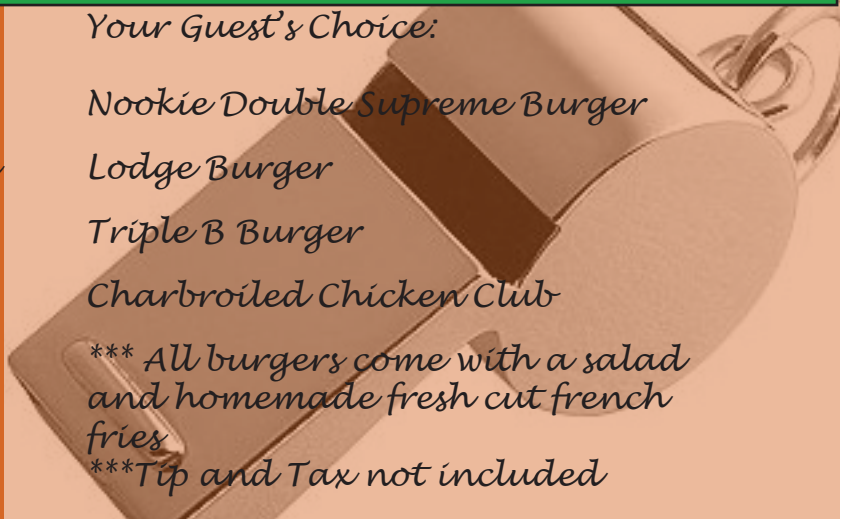 Your Guest's Choice:
Nookie Double Supreme Burger
Lodge Burger
Triple B Burger
Charbroiled Chicken Club
*** All burgers come with a salad
and homemade fresh cut french
fries
***Tip and Tax not included